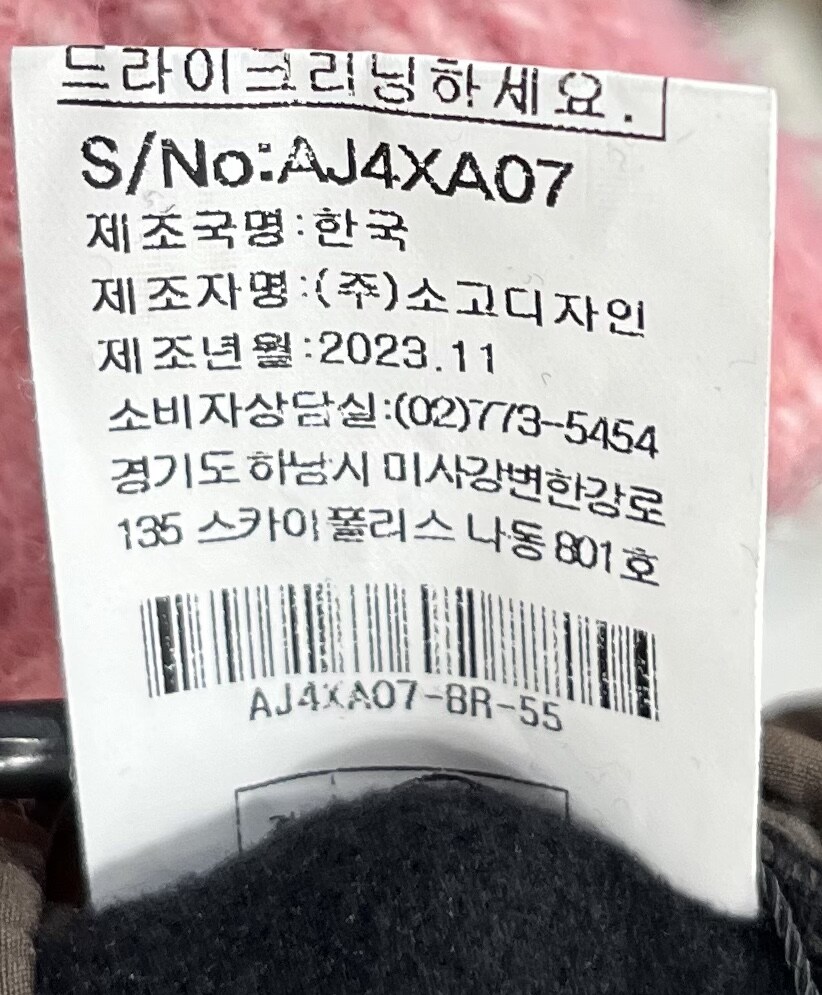 드라이크리닝하세요.
S/No:AJ4XA07
제조국명:한국
제조자명:(주)소고디자인
제조년월:2023.11
소비자상담실:(02)773-5454
경기도 하남시 미사강변한강로
135 스카이폴리스 나동 801호
AJ4XA07-BR-55